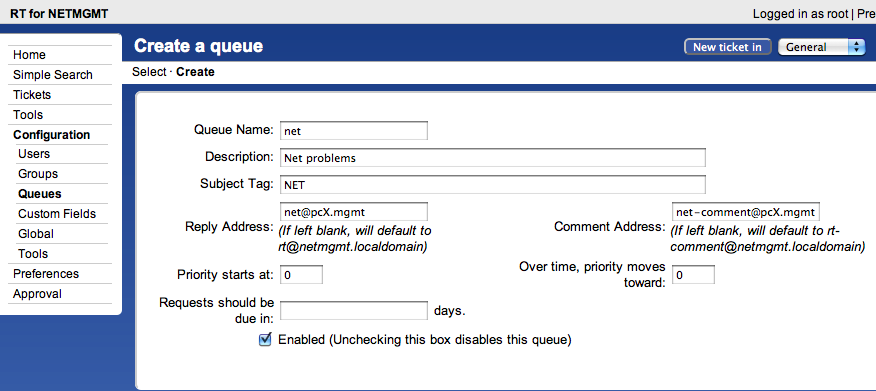 RT for NETMGMT
Logged in as root | Pre
Create a queue
New ticket in
General
Select · Create
Home
Simple Search
Tickets
Tools
Configuration
Users
Groups
Queues
Custom Fields
Global
Tools
Preferences
Approval
Queue Name: net
Description: Net problems
Subject Tag: NET
Reply Address: net@pcX.mgmt
(If left blank, will default to
rt@netmgmt.localdomain)
Comment Address: net-comment@pcX.mgmt
(If left blank, will default to rt-
comment@netmgmt.localdomain)
Priority starts at: 0
Over time, priority moves
toward: 0
Requests should be
due in: days.
Enabled (Unchecking this box disables this queue)